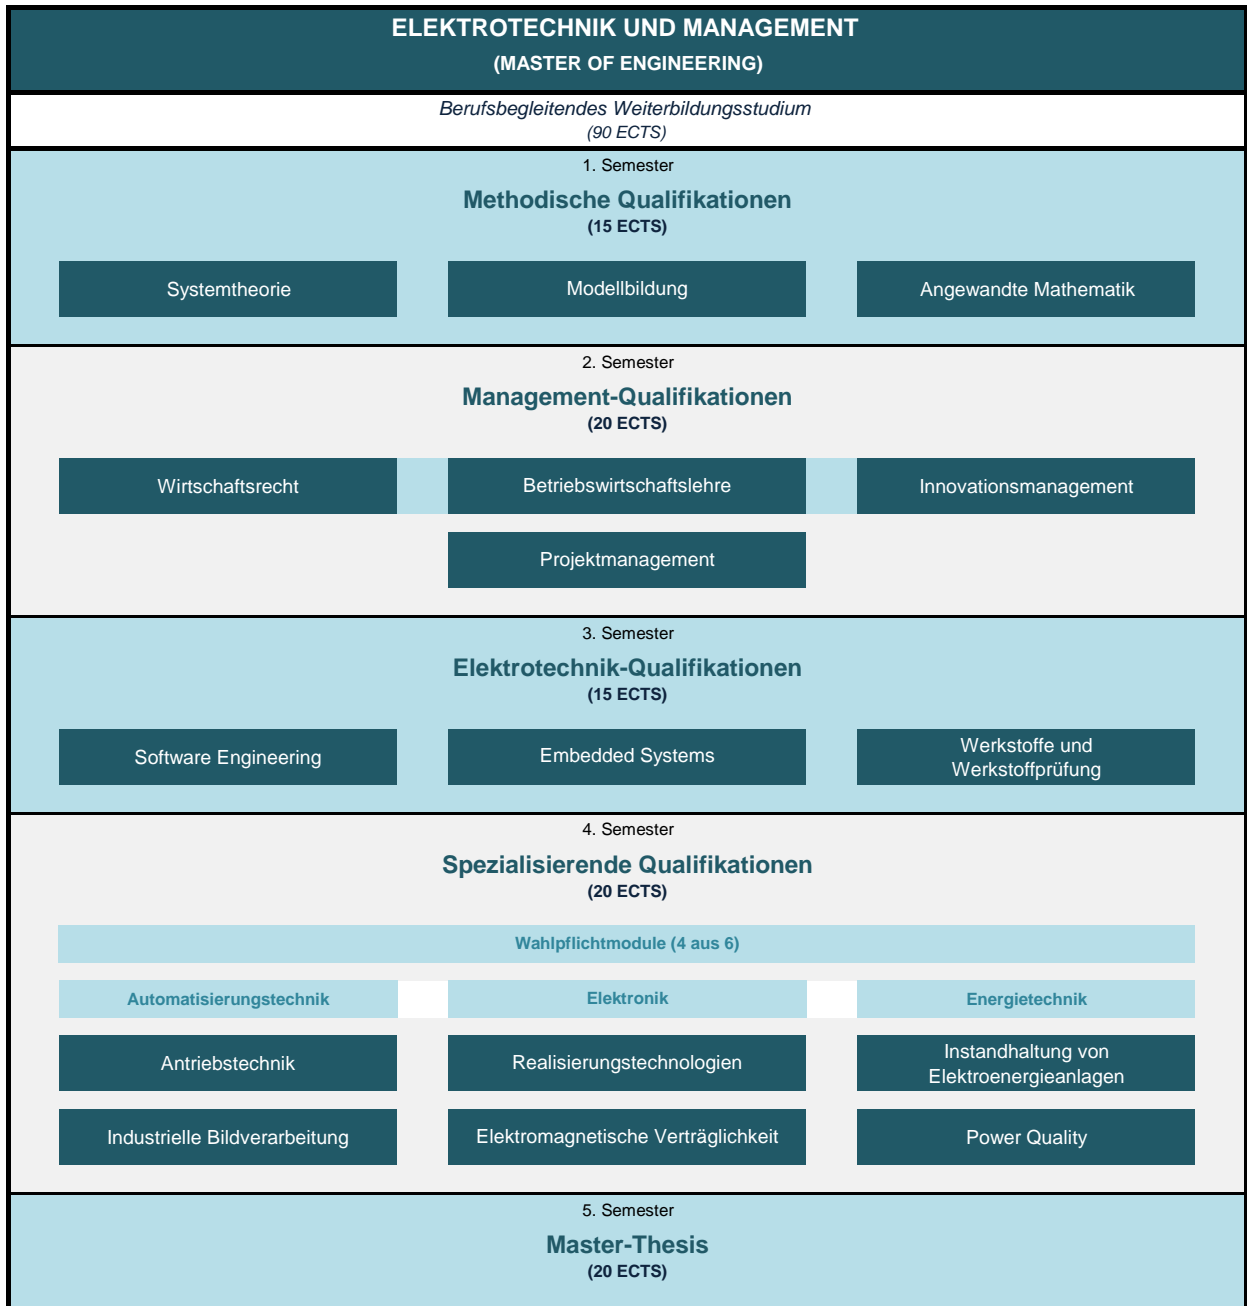 ELEKTROTECHNIK UND MANAGEMENT
(MASTER OF ENGINEERING)
Berufsbegleitendes Weiterbildungsstudium
(90 ECTS)
1. Semester
Methodische Qualifikationen
(15 ECTS)
Systemtheorie
Modellbildung
Angewandte Mathematik
2. Semester
Management-Qualifikationen
(20 ECTS)
Wirtschaftsrecht
Betriebswirtschaftslehre
Innovationsmanagement
Projektmanagement
3. Semester
Elektrotechnik-Qualifikationen
(15 ECTS)
Software Engineering
Embedded Systems
Werkstoffe und
Werkstoffprüfung
4. Semester
Spezialisierende Qualifikationen
(20 ECTS)
Wahlpflichtmodule (4 aus 6)
Automatisierungstechnik
Elektronik
Energietechnik
Antriebstechnik
Realisierungstechnologien
Instandhaltung von
Elektroenergieanlagen
Industrielle Bildverarbeitung
Elektromagnetische Verträglichkeit
Power Quality
5. Semester
Master-Thesis
(20 ECTS)